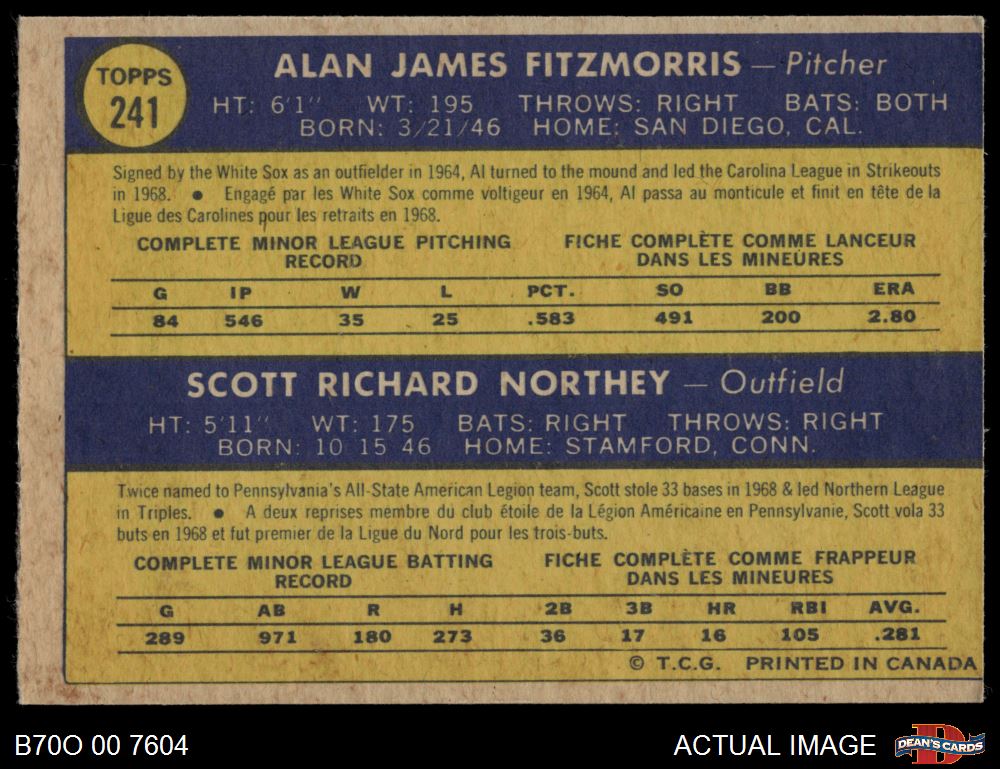 TOPPS
241
ALAN JAMES FITZMORRIS — Pitcher
HT: 6'1" WT: 195 THROWS: RIGHT BATS: BOTH
BORN: 3/21/46 HOME: SAN DIEGO, CAL.
Signed by the White Sox as an outfielder in 1964, Al turned to the mound and led the Carolina League in Strikeouts
in 1968. ● Engagé par les White Sox comme voltigeur en 1964, Al passa au monticule et finit en tête de la
Ligue des Carolines pour les retraits en 1968.
COMPLETE MINOR LEAGUE PITCHING RECORD
FICHE COMPLÈTE COMME LANCEUR DANS LES MINEURES
G IP W L PCT. SO BB ERA
84 546 35 25 .583 491 200 2.80
SCOTT RICHARD NORTHEY — Outfield
HT: 5'11" WT: 175 BATS: RIGHT THROWS: RIGHT
BORN: 10 15 46 HOME: STAMFORD, CONN.
Twice named to Pennsylvania's All-State American Legion team, Scott stole 33 bases in 1968 & led Northern League
in Triples. ● A deux reprises membre du club étoile de la Légion Américaine en Pennsylvanie, Scott vola 33
buts en 1968 et fut premier de la Ligue du Nord pour les trois-buts.
COMPLETE MINOR LEAGUE BATTING RECORD
FICHE COMPLÈTE COMME FRAPPEUR DANS LES MINEURES
G AB R H 2B 3B HR RBI AVG.
289 971 180 273 36 17 16 105 .281
© T.C.G. PRINTED IN CANADA
B70O 00 7604
ACTUAL IMAGE
D
DEAN'S CARDS